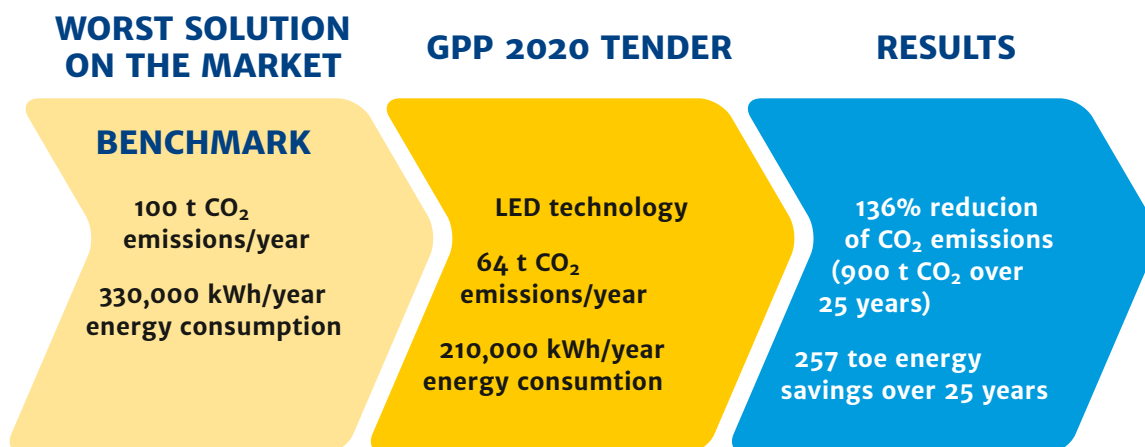 WORST SOLUTION
ON THE MARKET
BENCHMARK
100 t CO₂
emissions/year
330,000 kWh/year
energy consumption
GPP 2020 TENDER
LED technology
64 t CO₂
emissions/year
210,000 kWh/year
energy consumtion
RESULTS
136% reducion
of CO₂ emissions
(900 t CO₂ over
25 years)
257 toe energy
savings over 25 years